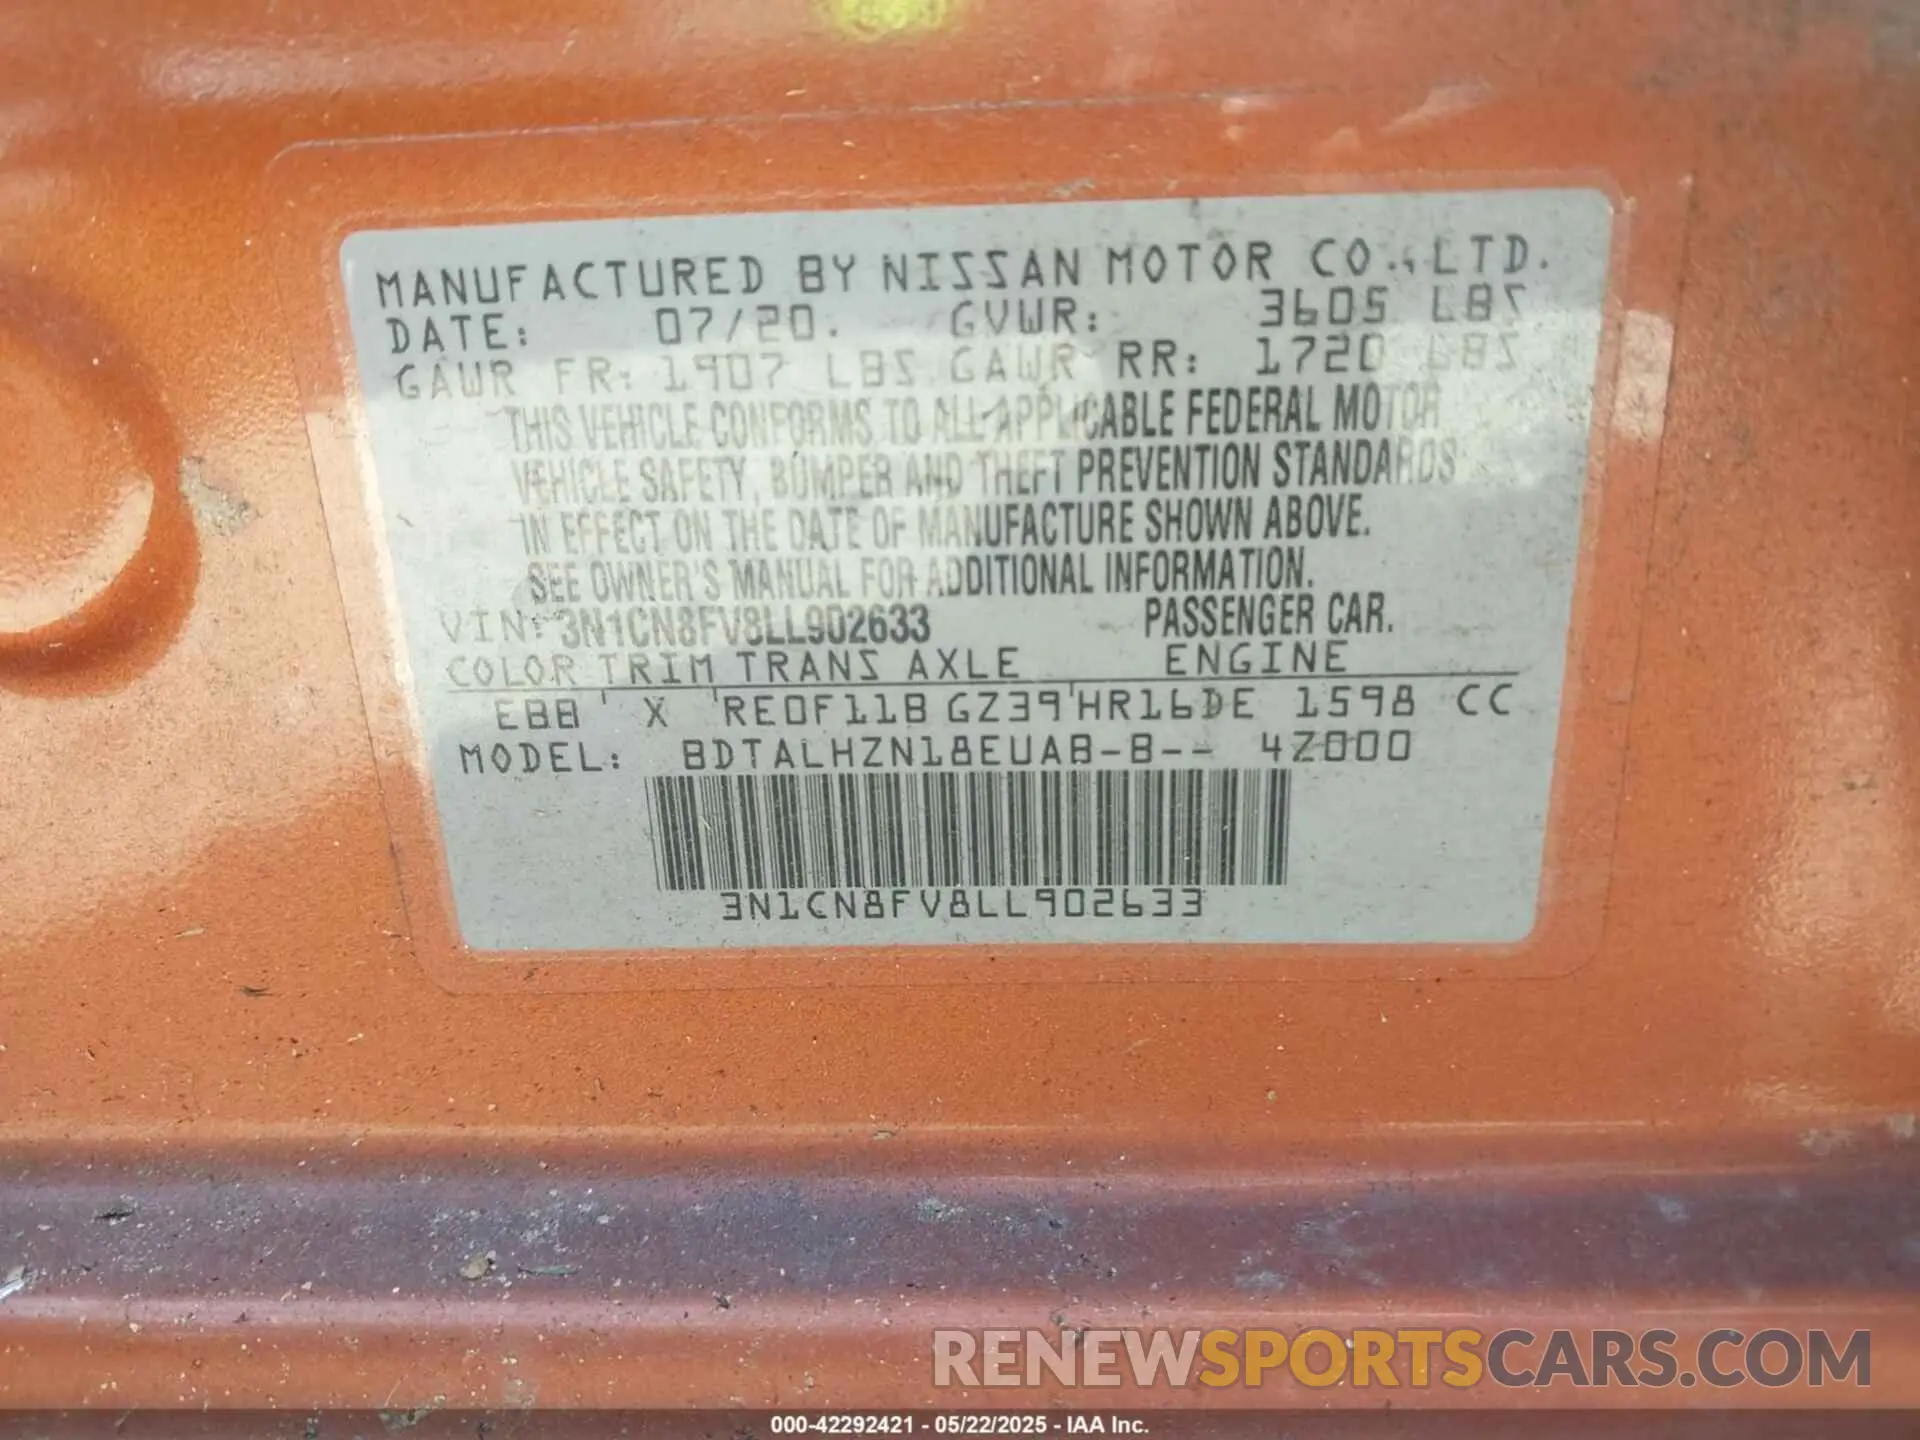 MANUFACTURED BY NISSAN MOTOR CO., LTD.
DATE: 07/20. GVWR: 3605 LBS
GAWR FR: 1907 LBS GAWR RR: 1720 LBS
THIS VEHICLE CONFORMS TO ALL APPLICABLE FEDERAL MOTOR
VEHICLE SAFETY, BUMPER AND THEFT PREVENTION STANDARDS
IN EFFECT ON THE DATE OF MANUFACTURE SHOWN ABOVE.
SEE OWNER'S MANUAL FOR ADDITIONAL INFORMATION.
VIN: 3N1CN8FV8LL902633 PASSENGER CAR.
COLOR TRIM TRANS AXLE ENGINE
EBB ' X ' RE0F11B GZ39 ' HR16DE 1598 CC
MODEL: BDTALHZN18EUAB-B-- 4Z000
3N1CN8FV8LL902633
RENEWSPORTSCARS.COM
000-42292421 - 05/22/2025 - IAA Inc.